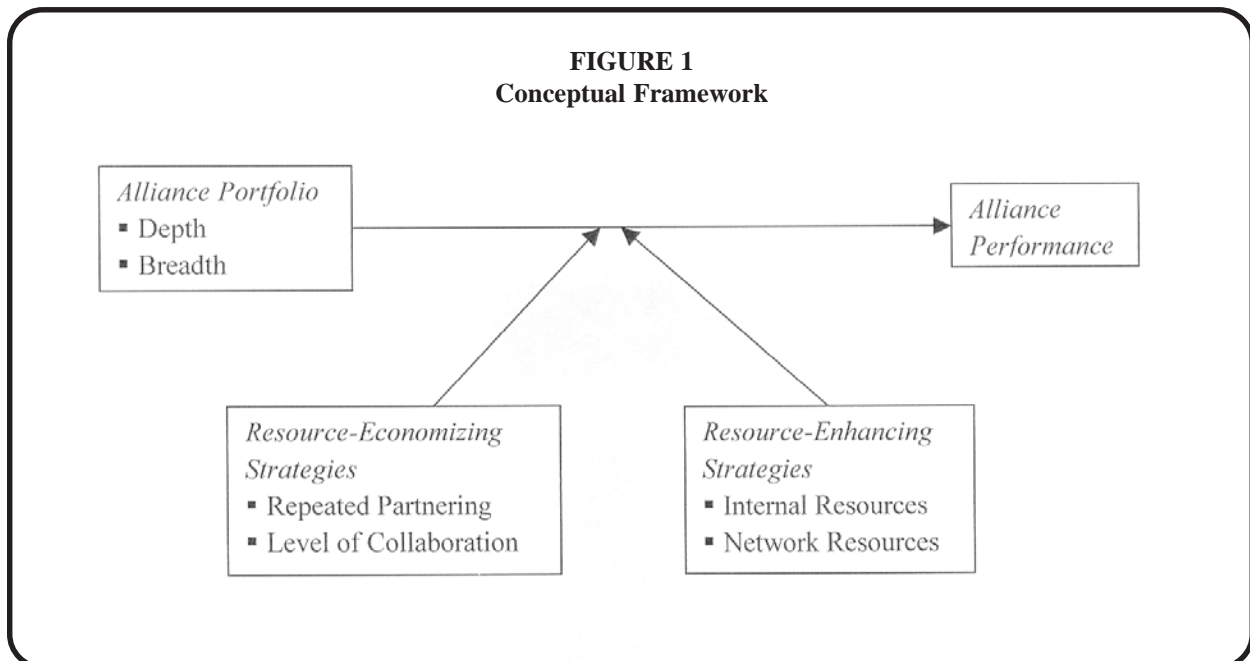 FIGURE 1
Conceptual Framework
Alliance Portfolio
▪ Depth
▪ Breadth
Alliance
Performance
Resource-Economizing
Strategies
▪ Repeated Partnering
▪ Level of Collaboration
Resource-Enhancing
Strategies
▪ Internal Resources
▪ Network Resources